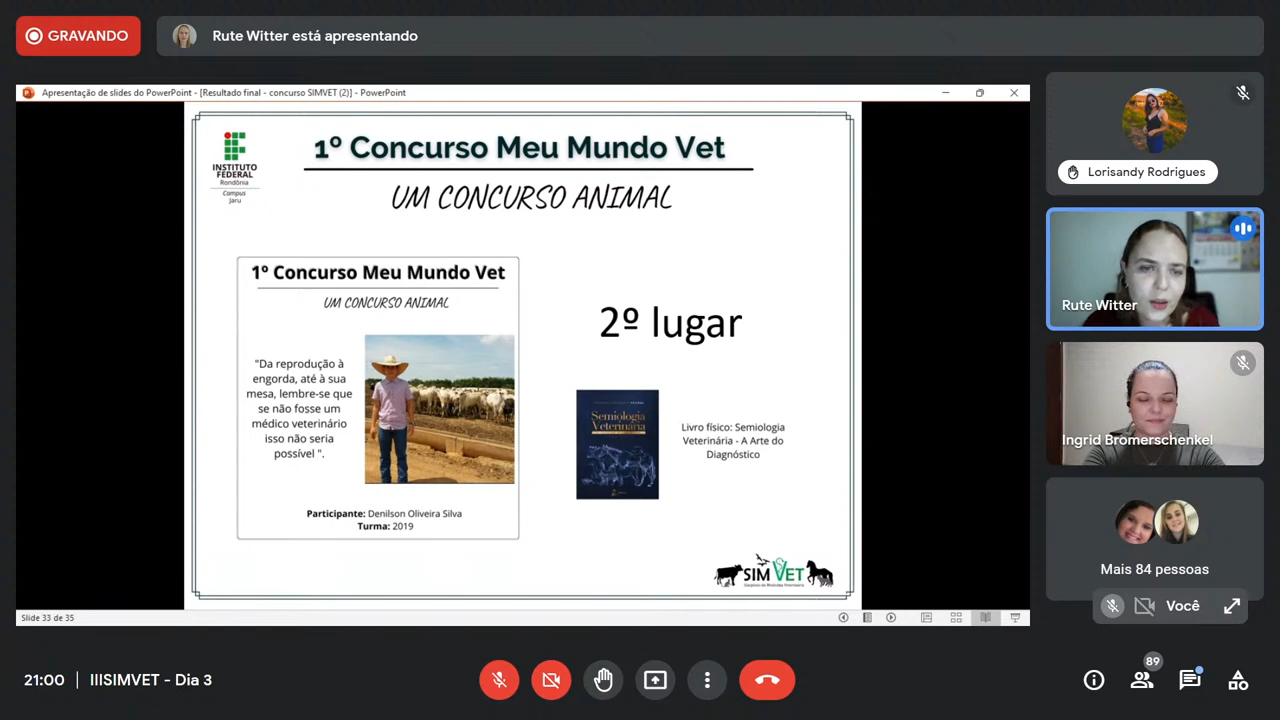 GRAVANDO
Rute Witter está apresentando
Apresentação de slides do PowerPoint - [Resultado final - concurso SIMVET (2)] - PowerPoint
INSTITUTO
FEDERAL
Rondônia
Campus
Jaru
1º Concurso Meu Mundo Vet
UM CONCURSO ANIMAL
1º Concurso Meu Mundo Vet
UM CONCURSO ANIMAL
"Da reprodução à
engorda, até à sua
mesa, lembre-se que
se não fosse um
médico veterinário
isso não seria
possível ".
Participante: Denilson Oliveira Silva
Turma: 2019
2º lugar
Semiologia
Veterinária
Livro físico: Semiologia
Veterinária - A Arte do
Diagnóstico
SIMVET
Slide 33 de 35
Lorisandy Rodrigues
Rute Witter
Ingrid Bromerschenkel
Mais 84 pessoas
Você
21:00
IIISIMVET - Dia 3
89